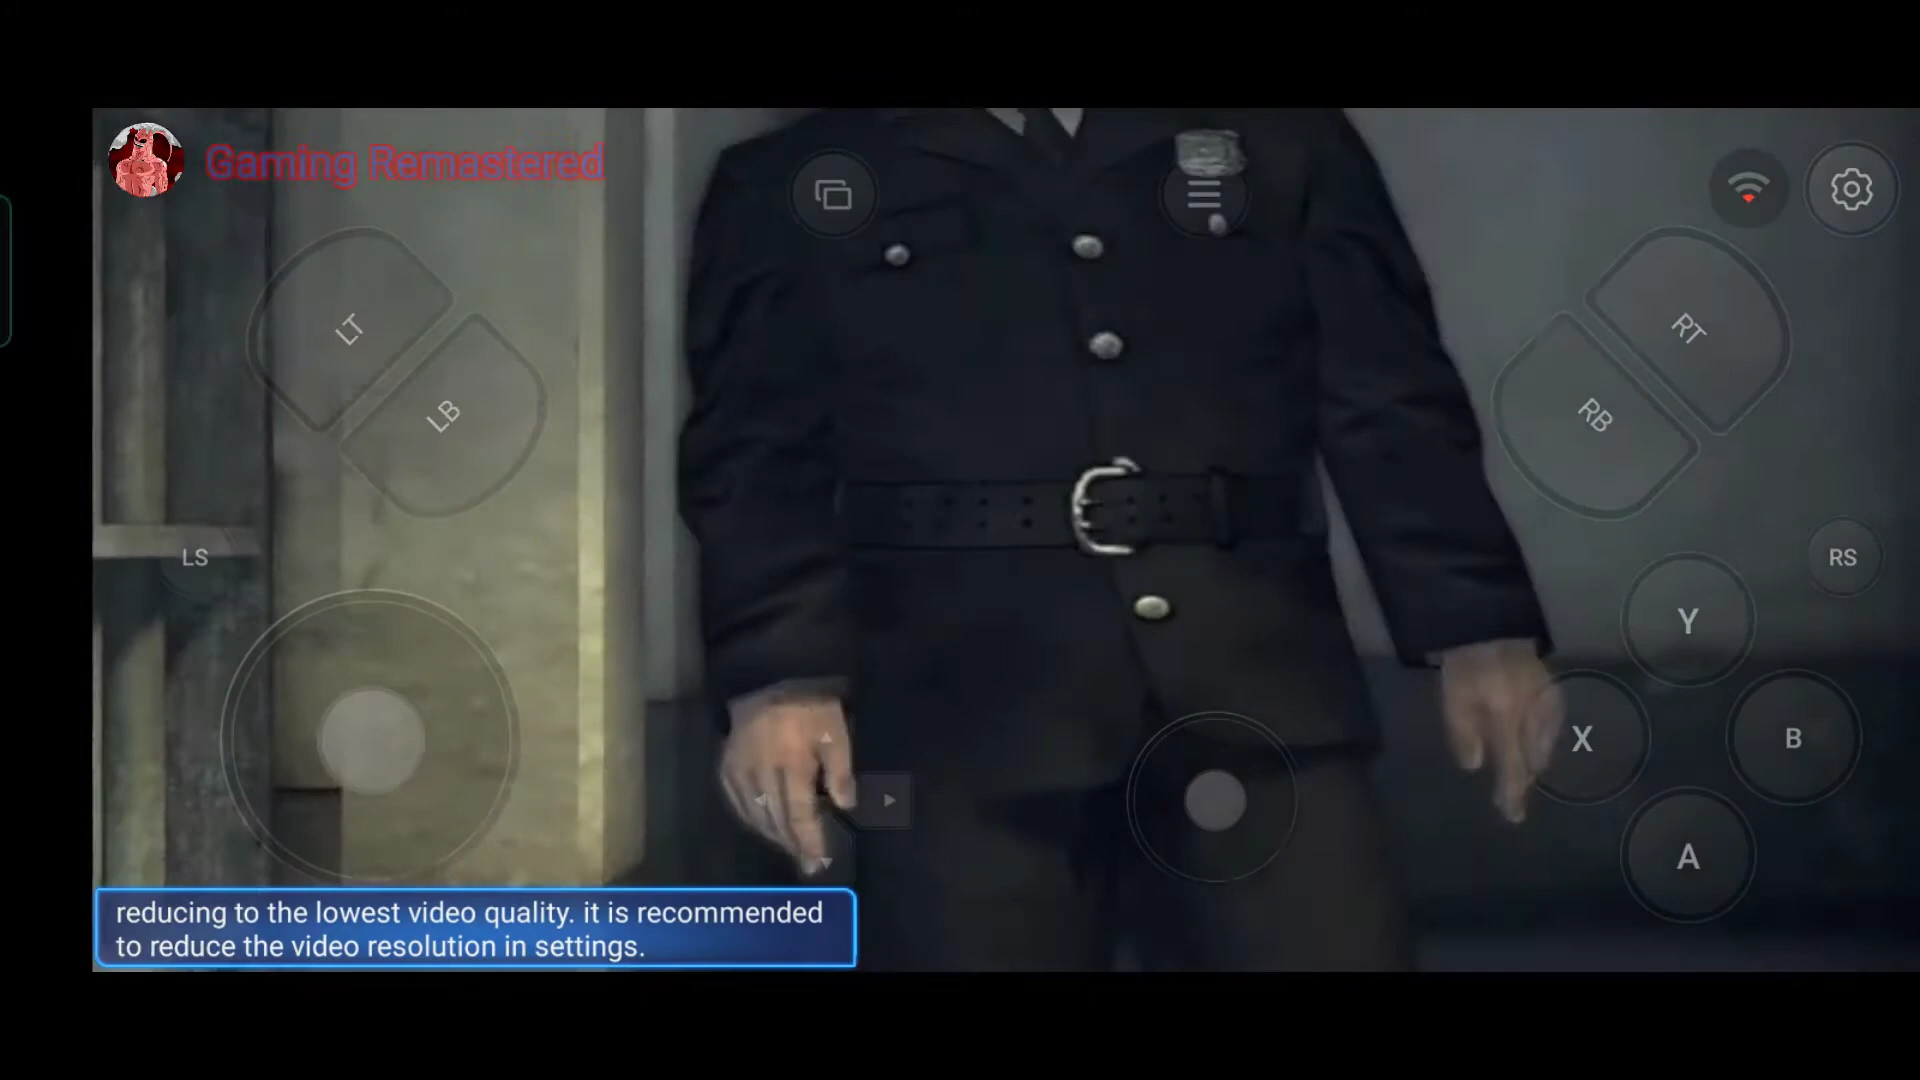 Gaming Remastered
LT
LB
RT
RB
LS
RS
Y
X
B
A
reducing to the lowest video quality. it is recommended
to reduce the video resolution in settings.